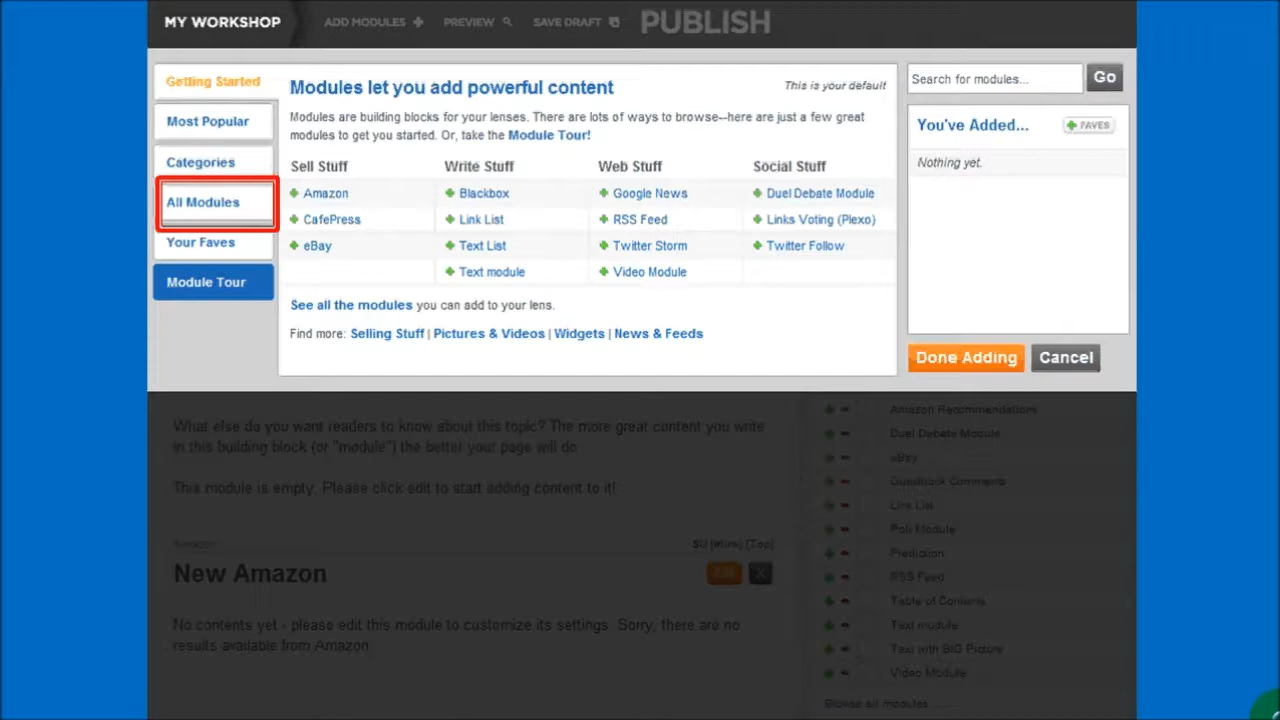 MY WORKSHOP
ADD MODULES
PREVIEW
SAVE DRAFT
PUBLISH
Getting Started
Most Popular
Categories
All Modules
Your Faves
Module Tour
Modules let you add powerful content
This is your default
Modules are building blocks for your lenses. There are lots of ways to browse--here are just a few great
modules to get you started. Or, take the Module Tour!
Sell Stuff Write Stuff Web Stuff Social Stuff
Amazon Blackbox Google News Duel Debate Module
CafePress Link List RSS Feed Links Voting (Plexo)
eBay Text List Twitter Storm Twitter Follow
Text module Video Module
See all the modules you can add to your lens.
Find more: Selling Stuff | Pictures & Videos | Widgets | News & Feeds
Search for modules...
Go
You've Added...
FAVES
Nothing yet.
Done Adding
Cancel
What else do you want readers to know about this topic? The more great content you write
in this building block (or "module") the better your page will do
This module is empty. Please click edit to start adding content to it!
Amazon
New Amazon
X
No contents yet - please edit this module to customize its settings. Sorry, there are no
results available from Amazon
Amazon Recommendations
Duel Debate Module
eBay
Guestbook Comments
Link List
Poll Module
Prediction
RSS Feed
Table of Contents
Text module
Text with BIG Picture
Video Module
Browse all modules